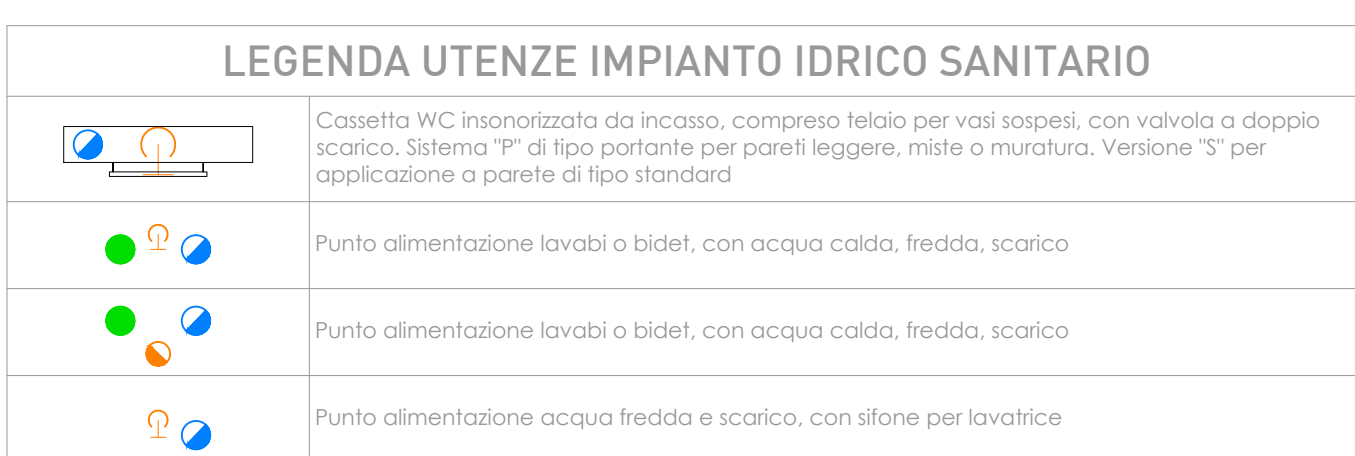 LEGENDA UTENZE IMPIANTO IDRICO SANITARIO
Cassetta WC insonorizzata da incasso, compreso telaio per vasi sospesi, con valvola a doppio
scarico. Sistema "P" di tipo portante per pareti leggere, miste o muratura. Versione "S" per
applicazione a parete di tipo standard
Punto alimentazione lavabi o bidet, con acqua calda, fredda, scarico
Punto alimentazione lavabi o bidet, con acqua calda, fredda, scarico
Punto alimentazione acqua fredda e scarico, con sifone per lavatrice